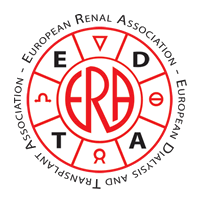 European Renal Association - European Dialysis and Transplant Association -
E D
ERA
T A